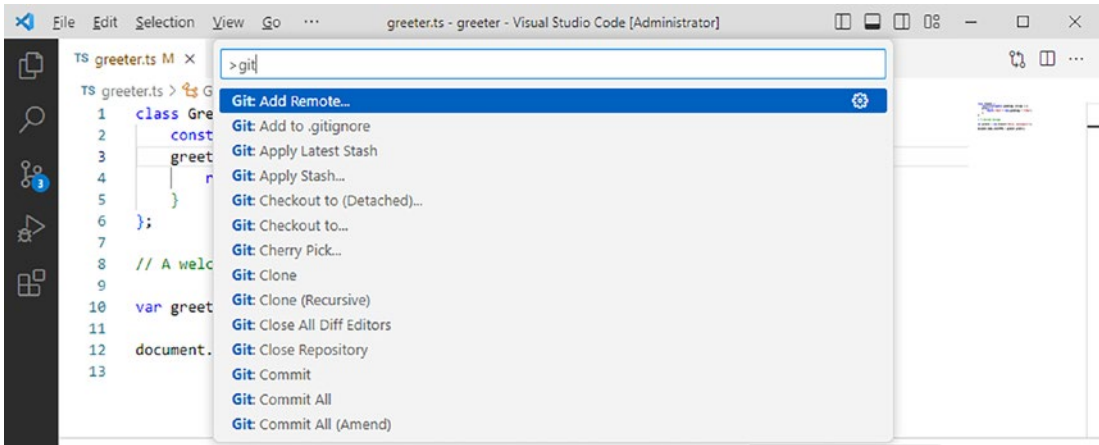 File Edit Selection View Go ··· greeter.ts - greeter - Visual Studio Code [Administrator]
TS greeter.ts M ×
>git
TS greeter.ts > G
Git: Add Remote...
Git: Add to .gitignore
Git: Apply Latest Stash
Git: Apply Stash...
Git: Checkout to (Detached)...
Git: Checkout to...
Git: Cherry Pick...
Git: Clone
Git: Clone (Recursive)
Git: Close All Diff Editors
Git: Close Repository
Git: Commit
Git: Commit All
Git: Commit All (Amend)
1 class Gre
2 const
3 greet
4 r
5 }
6 };
7
8 // A welc
9
10 var greet
11
12 document.
13
3